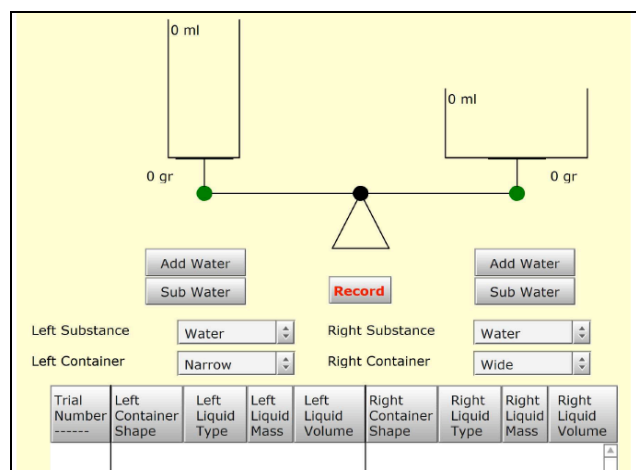 0 ml
0 ml
0 gr
0 gr
Add Water
Add Water
Sub Water
Record
Sub Water
Left Substance
Water
Right Substance
Water
Left Container
Narrow
Right Container
Wide
Trial
Number
------
Left
Container
Shape
Left
Liquid
Type
Left
Liquid
Mass
Left
Liquid
Volume
Right
Container
Shape
Right
Liquid
Type
Right
Liquid
Mass
Right
Liquid
Volume